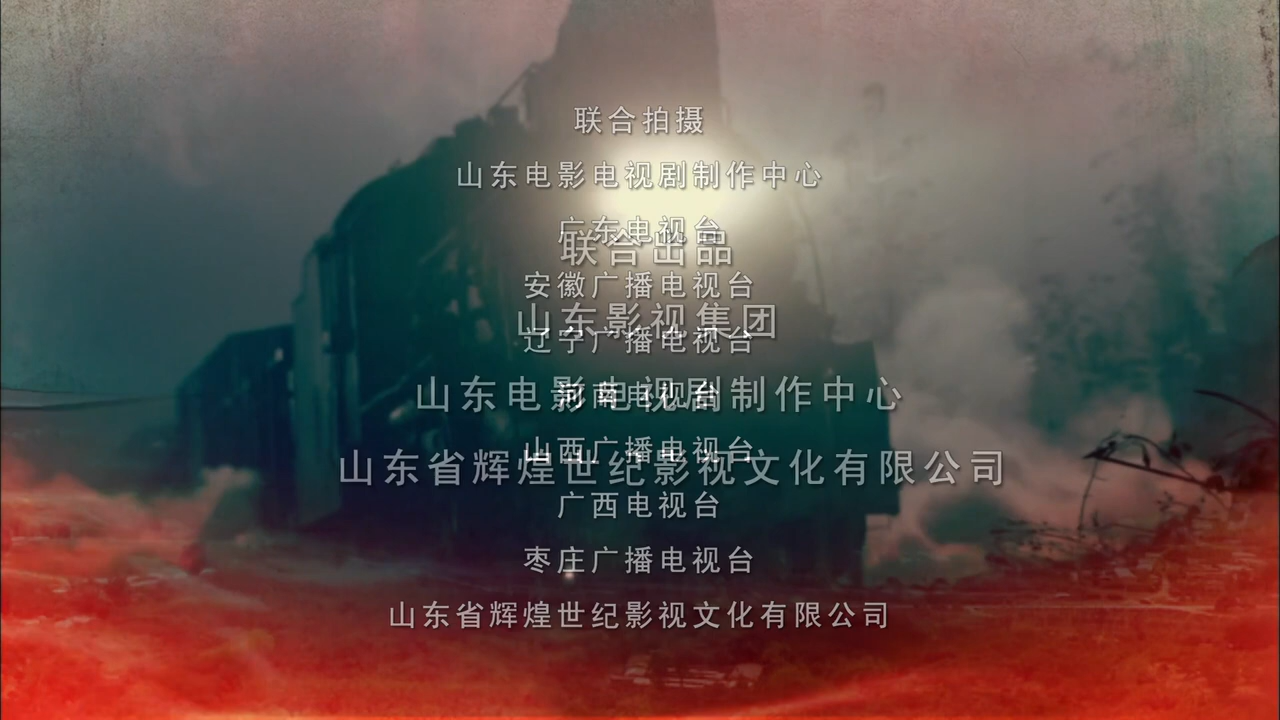 联合拍摄
山东电影电视剧制作中心
广东电视台
联合出品
安徽广播电视台
山东影视集团
辽宁广播电视台
山东电影电视剧制作中心
河南电视台
山西广播电视台
山东省辉煌世纪影视文化有限公司
广西电视台
枣庄广播电视台
山东省辉煌世纪影视文化有限公司